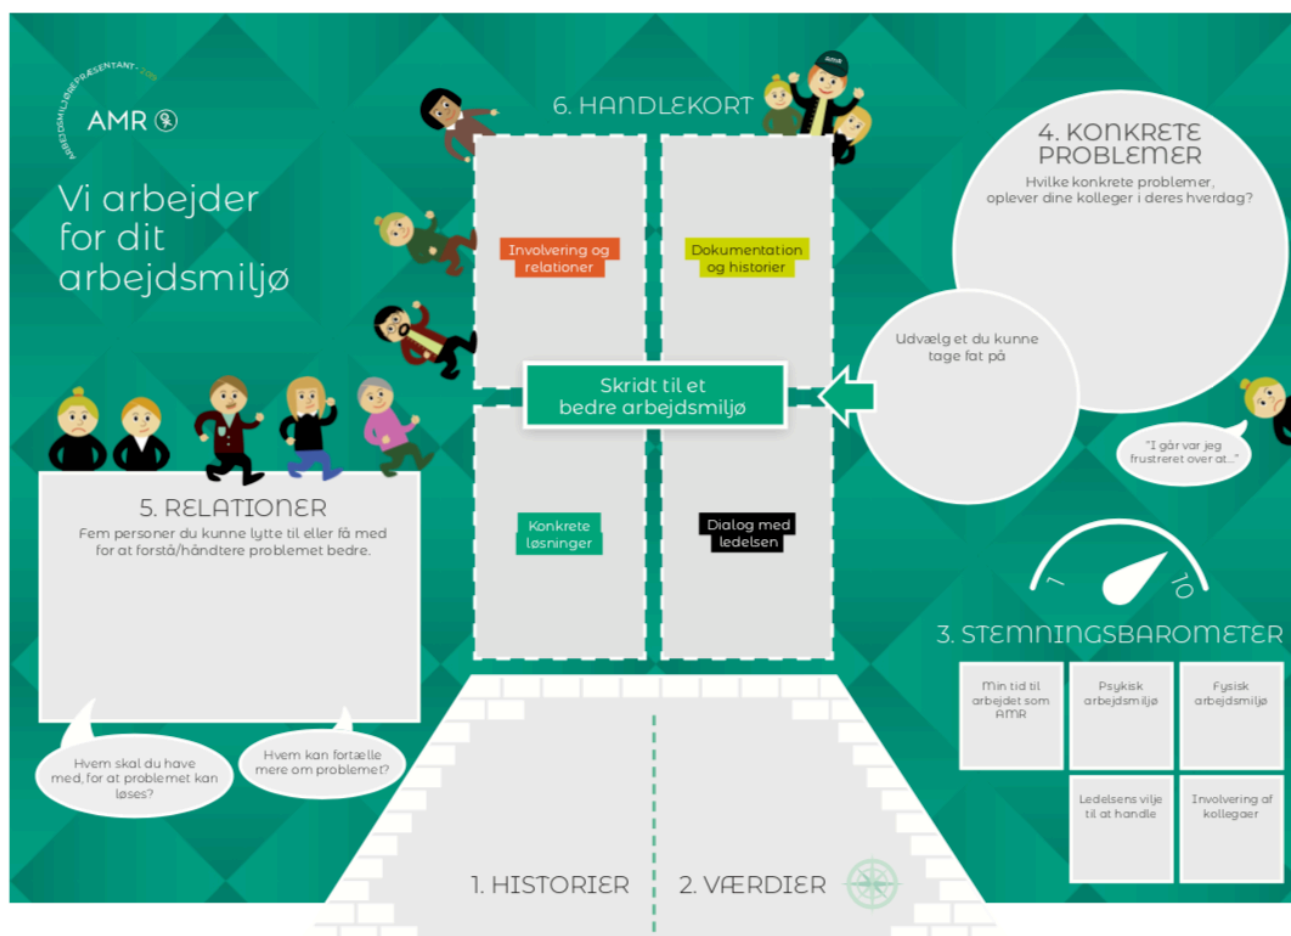 ARBEJDSMILJØREPRÆSENTANT - 2019
AMR
Vi arbejder
for dit
arbejdsmiljø
6. HANDLEKORT
AMR
Involvering og
relationer
Dokumentation
og historier
Skridt til et
bedre arbejdsmiljø
Konkrete
løsninger
Dialog med
ledelsen
4. KONKRETE
PROBLEMER
Hvilke konkrete problemer,
oplever dine kolleger i deres hverdag?
Udvælg et du kunne
tage fat på
"I går var jeg
frustreret over at..."
5. RELATIONER
Fem personer du kunne lytte til eller få med
for at forstå/håndtere problemet bedre.
Hvem skal du have
med, for at problemet kan
løses?
Hvem kan fortælle
mere om problemet?
1
10
3. STEMNINGSBAROMETER
Min tid til
arbejdet som
AMR
Psykisk
arbejdsmiljø
Fysisk
arbejdsmiljø
Ledelsens vilje
til at handle
Involvering af
kollegaer
1. HISTORIER
2. VÆRDIER